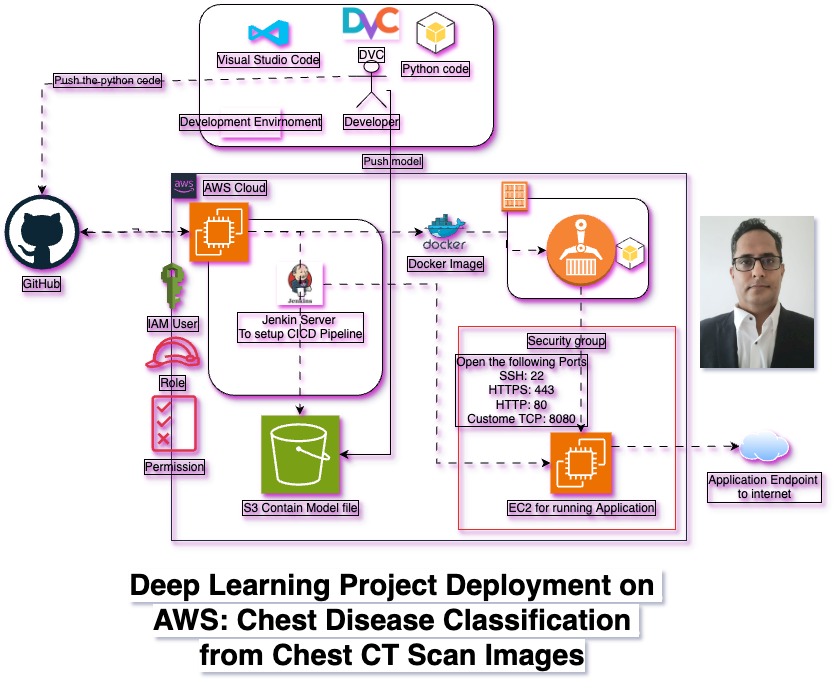 DVC
Visual Studio Code
DVC
Python code
Push the python code
Development Envirnoment
Developer
Push model
aws
AWS Cloud
docker
Docker Image
GitHub
Jenkins
IAM User
Jenkin Server
To setup CICD Pipeline
Role
Security group
Open the following Ports
SSH: 22
HTTPS: 443
HTTP: 80
Custome TCP: 8080
Permission
S3 Contain Model file
EC2 for running Application
Application Endpoint
to internet
Deep Learning Project Deployment on
AWS: Chest Disease Classification
from Chest CT Scan Images